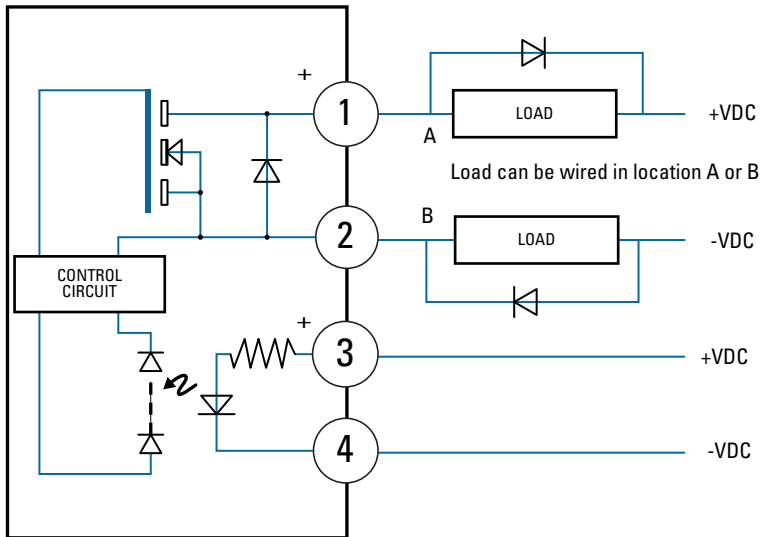 +
1
A
LOAD
+VDC
Load can be wired in location A or B
2
B
LOAD
-VDC
CONTROL
CIRCUIT
+
3
+VDC
4
-VDC